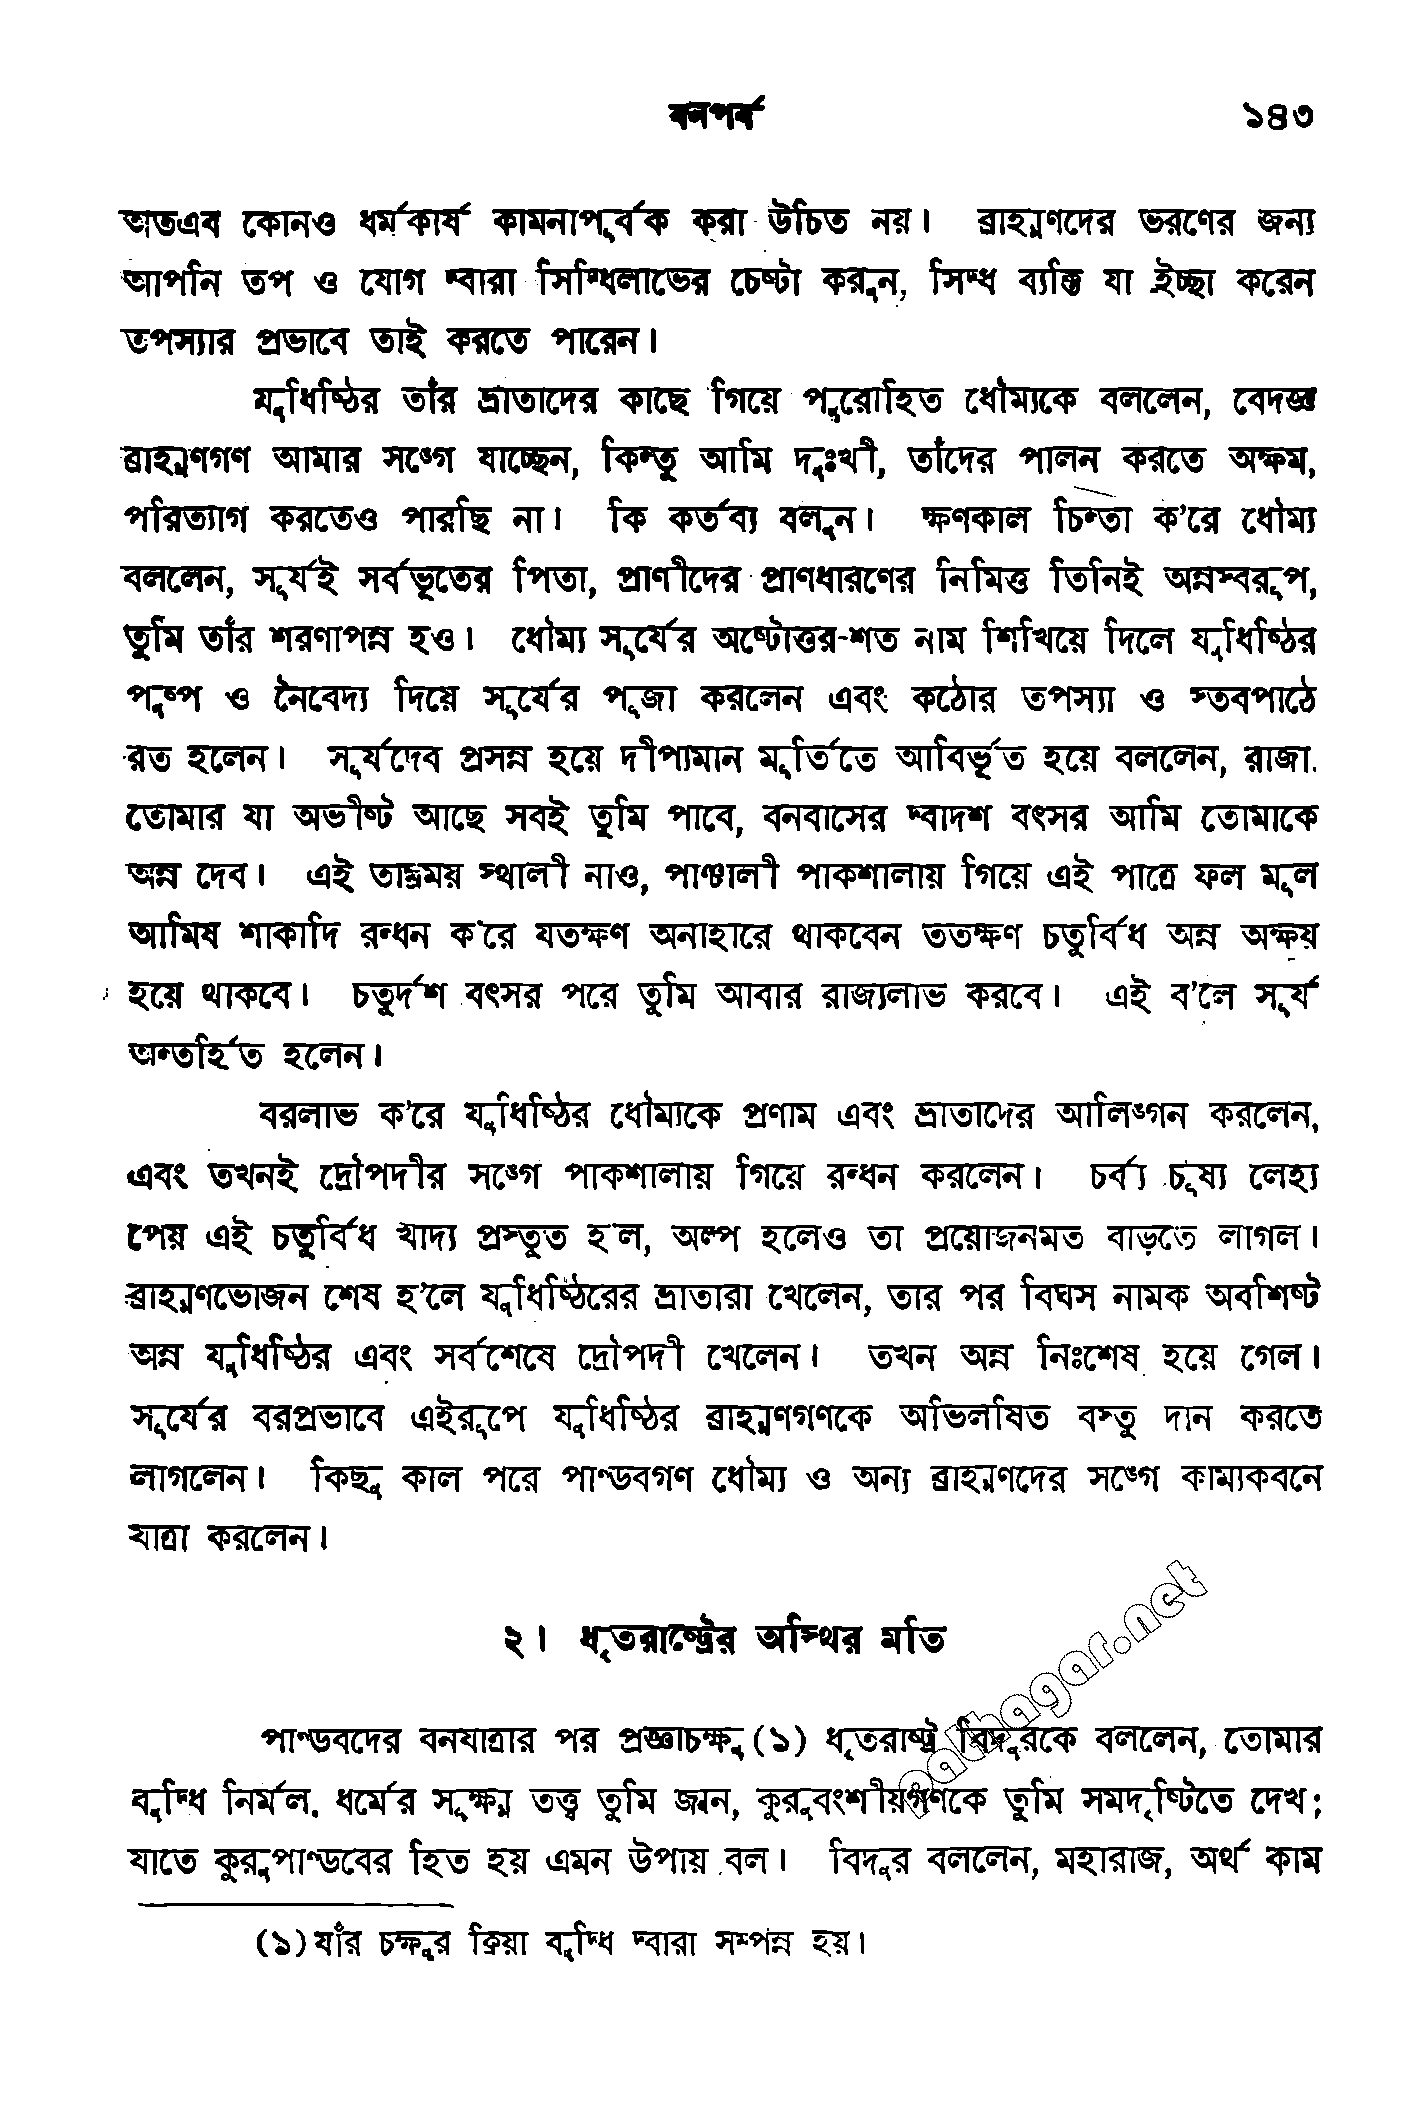 বনপর্ব ১৪৩
অতএব কোনও ধর্মকার্য কামনাপূর্বক করা উচিত নয়। ব্রাহ্মণদের ভরণের জন্য
আপনি তপ ও যোগ দ্বারা সিদ্ধিলাভের চেষ্টা করুন, সিদ্ধ ব্যক্তি যা ইচ্ছা করেন
তপস্যার প্রভাবে তাই করতে পারেন।
যুধিষ্ঠির তাঁর ভ্রাতাদের কাছে গিয়ে পুরোহিত ধৌম্যকে বললেন, বেদজ্ঞ
ব্রাহ্মণগণ আমার সঙ্গে যাচ্ছেন, কিন্তু আমি দুঃখী, তাঁদের পালন করতে অক্ষম,
পরিত্যাগ করতেও পারছি না। কি কর্তব্য বলুন। ক্ষণকাল চিন্তা ক'রে ধৌম্য
বললেন, সূর্যই সর্বভূতের পিতা, প্রাণীদের প্রাণধারণের নিমিত্ত তিনিই অন্নস্বরূপ,
তুমি তাঁর শরণাপন্ন হও। ধৌম্য সূর্যের অষ্টোত্তর-শত নাম শিখিয়ে দিলে যুধিষ্ঠির
পুষ্প ও নৈবেদ্য দিয়ে সূর্যের পূজা করলেন এবং কঠোর তপস্যা ও স্তবপাঠে
রত হলেন। সূর্যদেব প্রসন্ন হয়ে দীপ্যমান মূর্তিতে আবির্ভূত হয়ে বললেন, রাজা.
তোমার যা অভীষ্ট আছে সবই তুমি পাবে, বনবাসের দ্বাদশ বৎসর আমি তোমাকে
অন্ন দেব। এই তাম্রময় স্থালী নাও, পাঞ্চালী পাকশালায় গিয়ে এই পাত্রে ফল মূল
আমিষ শাকাদি রন্ধন ক'রে যতক্ষণ অনাহারে থাকবেন ততক্ষণ চতুর্বিধ অন্ন অক্ষয়
হয়ে থাকবে। চতুর্দশ বৎসর পরে তুমি আবার রাজ্যলাভ করবে। এই ব'লে সূর্য
অন্তর্হিত হলেন।
বরলাভ ক'রে যুধিষ্ঠির ধৌম্যকে প্রণাম এবং ভ্রাতাদের আলিঙ্গন করলেন,
এবং তখনই দ্রৌপদীর সঙ্গে পাকশালায় গিয়ে রন্ধন করলেন। চর্ব্য চূষ্য লেহ্য
পেয় এই চতুর্বিধ খাদ্য প্রস্তুত হ'ল, অল্প হলেও তা প্রয়োজনমত বাড়তে লাগল।
ব্রাহ্মণভোজন শেষ হ'লে যুধিষ্ঠিরের ভ্রাতারা খেলেন, তার পর বিঘস নামক অবশিষ্ট
অন্ন যুধিষ্ঠির এবং সর্বশেষে দ্রৌপদী খেলেন। তখন অন্ন নিঃশেষ হয়ে গেল।
সূর্যের বরপ্রভাবে এইরূপে যুধিষ্ঠির ব্রাহ্মণগণকে অভিলষিত বস্তু দান করতে
লাগলেন। কিছু কাল পরে পাণ্ডবগণ ধৌম্য ও অন্য ব্রাহ্মণদের সঙ্গে কাম্যকবনে
যাত্রা করলেন।
২। ধৃতরাষ্ট্রের অস্থির মতি
পাণ্ডবদের বনযাত্রার পর প্রজ্ঞাচক্ষু (১) ধৃতরাষ্ট্র বিদুরকে বললেন, তোমার
বুদ্ধি নির্মল. ধর্মের সূক্ষ্ম তত্ত্ব তুমি জান, কুরুবংশীয়গণকে তুমি সমদৃষ্টিতে দেখ;
যাতে কুরুপাণ্ডবের হিত হয় এমন উপায় বল। বিদুর বললেন, মহারাজ, অর্থ কাম
(১) যাঁর চক্ষুর ক্রিয়া বুদ্ধি দ্বারা সম্পন্ন হয়।
pathagar.net